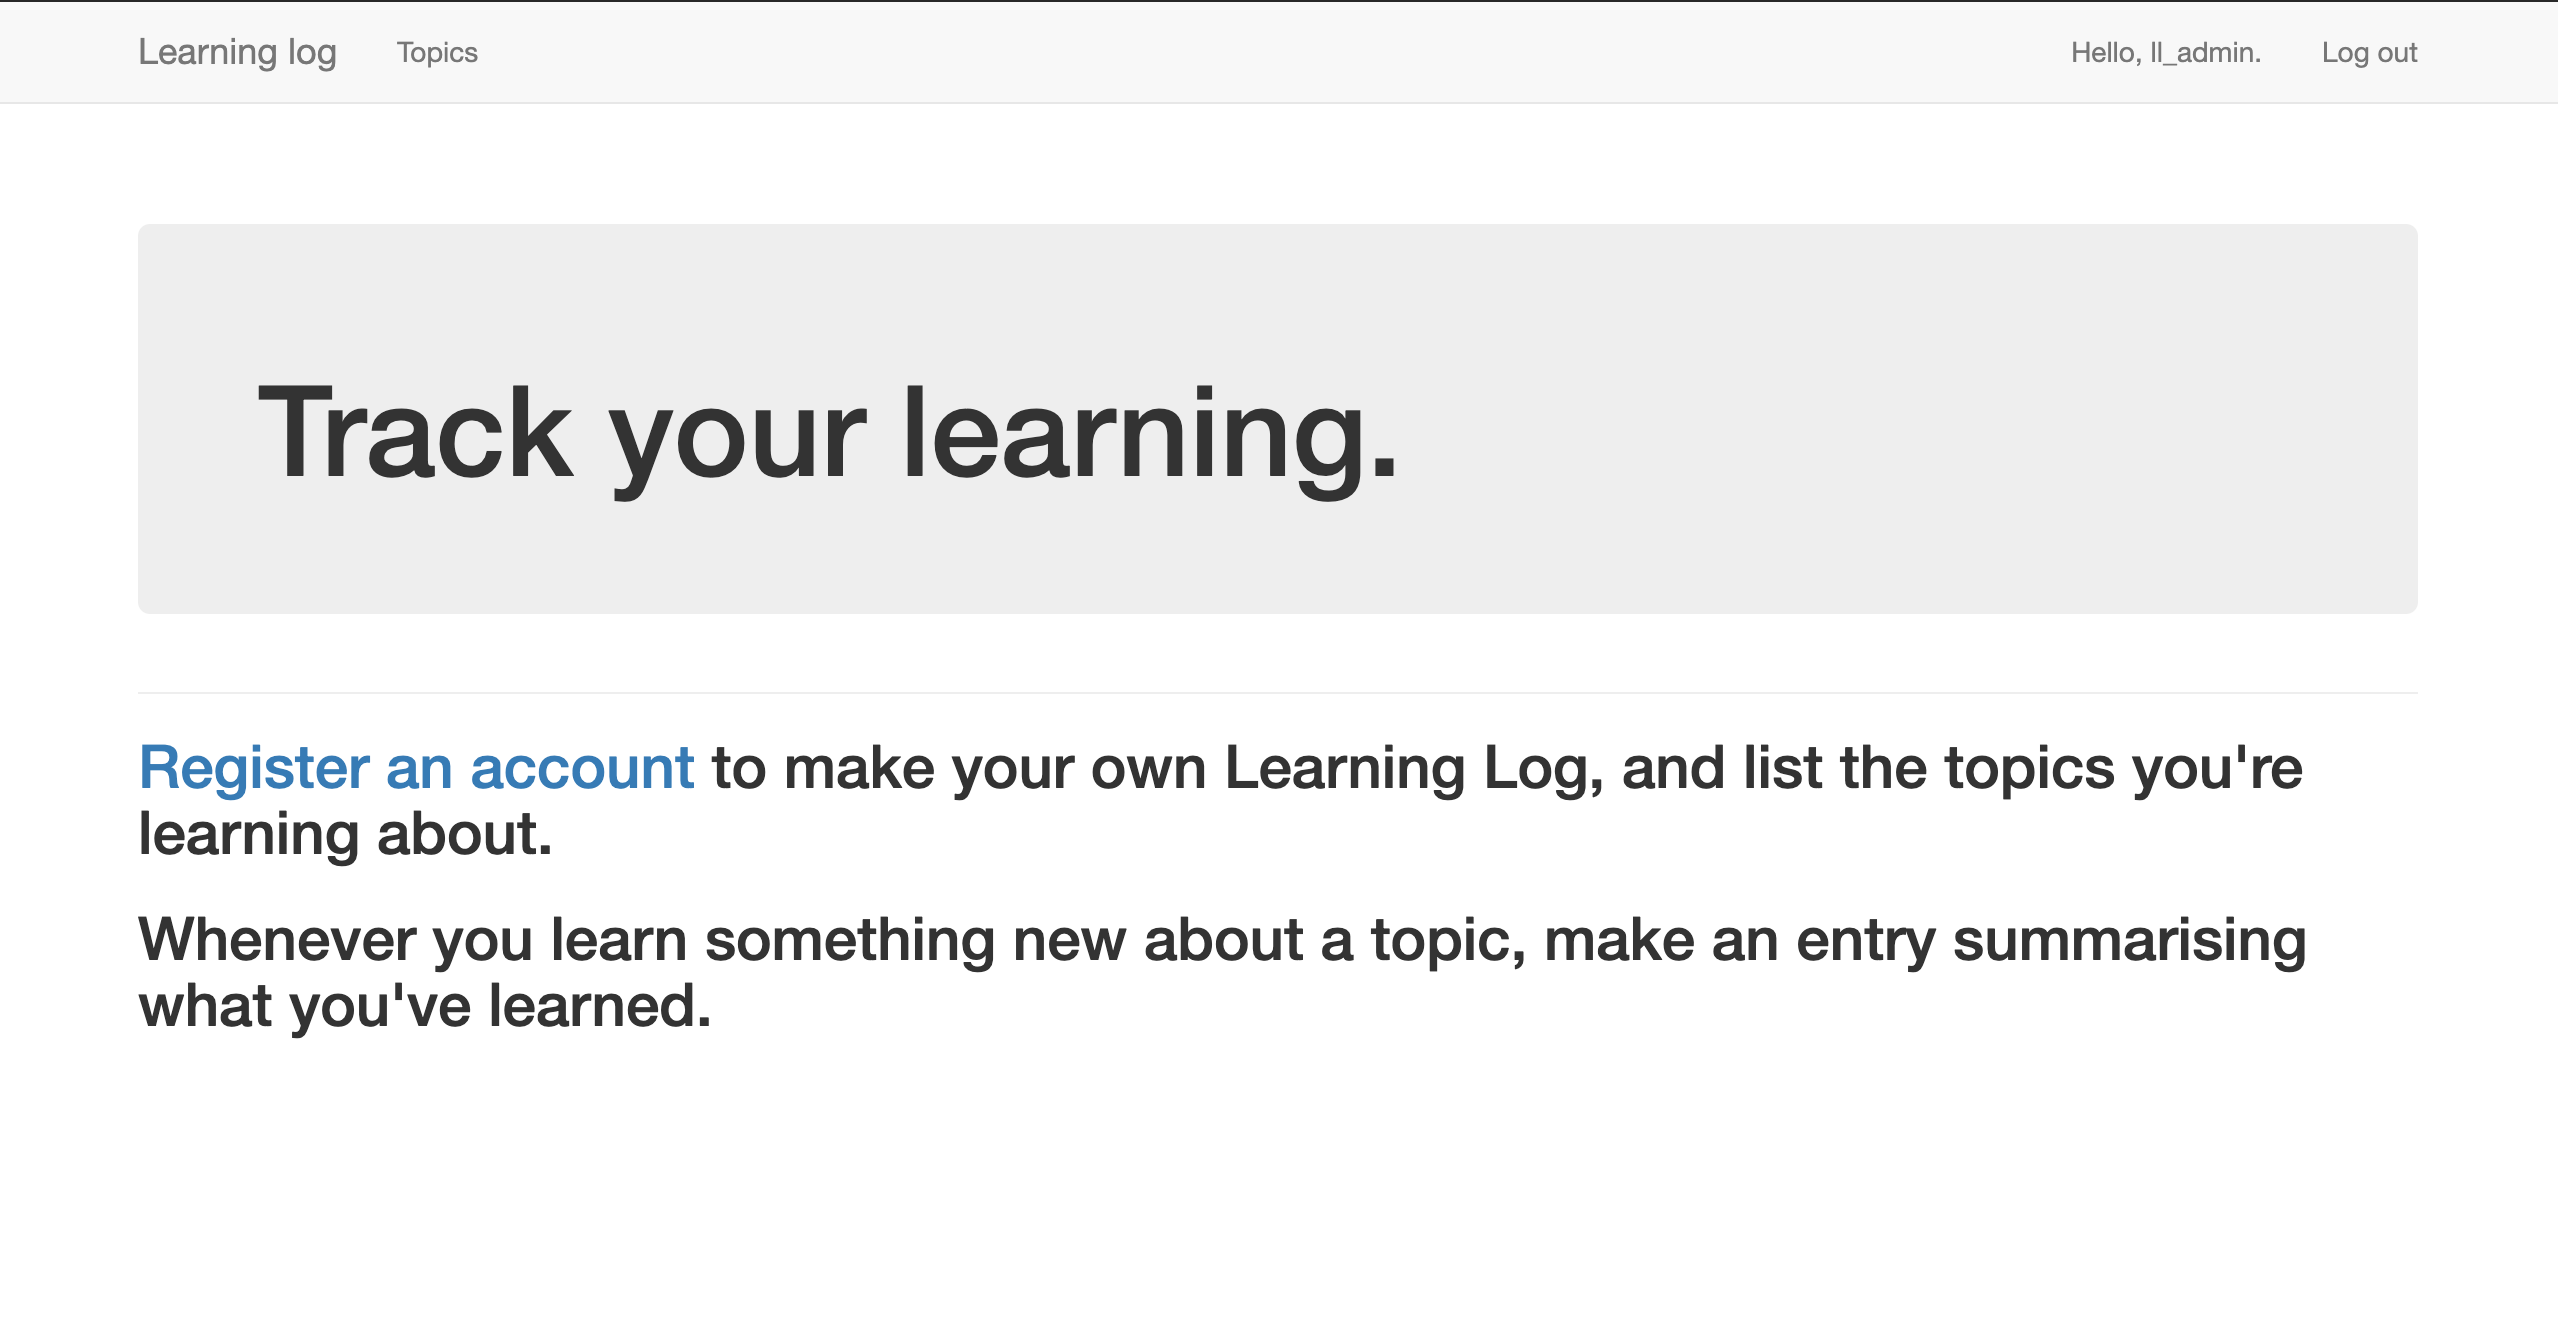 Learning log Topics Hello, ll_admin. Log out
Track your learning.
Register an account to make your own Learning Log, and list the topics you're
learning about.
Whenever you learn something new about a topic, make an entry summarising
what you've learned.